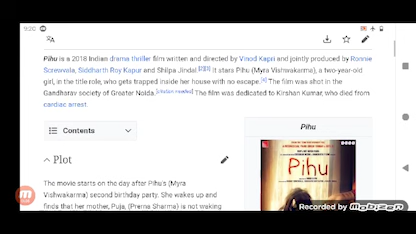 5:20
Pihu is a 2018 Indian drama thriller film written and directed by Vinod Kapri and jointly produced by Ronnie
Screwvala, Siddharth Roy Kapur and Shilpa Jindal.[2][3] It stars Pihu (Myra Vishwakarma), a two-year-old
girl, in the title role, who gets trapped inside her house with no escape.[4] The film was shot in the
Gandharav society of Greater Noida.[citation needed] The film was dedicated to Kirshan Kumar, who died from
cardiac arrest.
Contents
Pihu
Plot
The movie starts on the day after Pihu's (Myra
Vishwakarma) second birthday party. She wakes up and
finds that her mother, Puja, (Prerna Sharma) is not waking
Pihu
Recorded by Mobizen